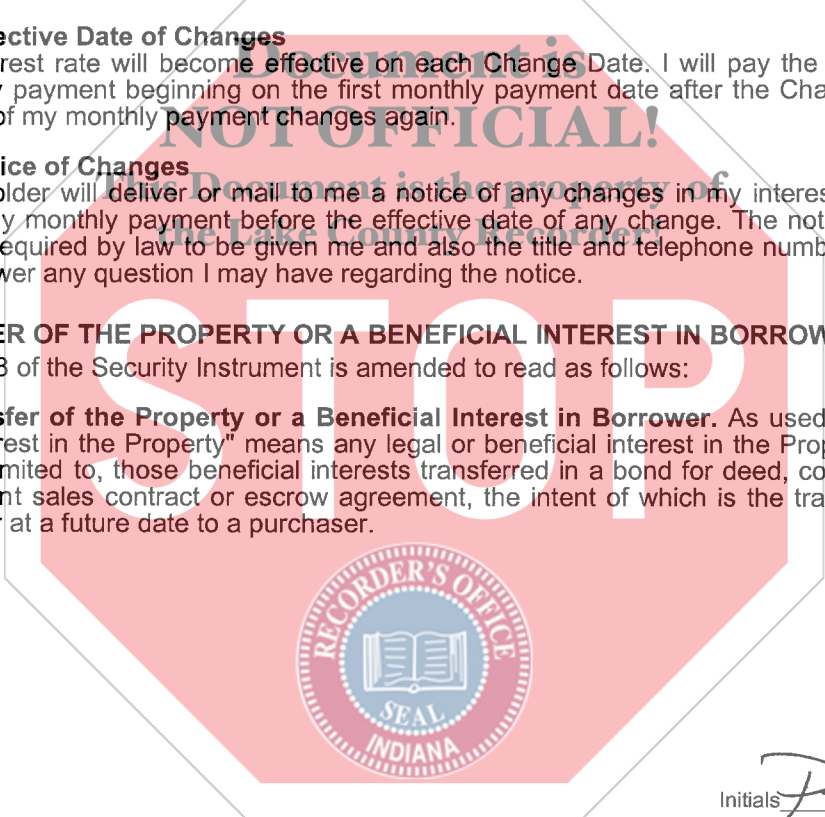 ective Date of Changes
rest rate will become effective on each Change Date. I will pay the
y payment beginning on the first monthly payment date after the Cha
of my monthly payment changes again.
ice of Changes
older will deliver or mail to me a notice of any changes in my interes
y monthly payment before the effective date of any change. The not
equired by law to be given me and also the title and telephone numb
wer any question I may have regarding the notice.
ER OF THE PROPERTY OR A BENEFICIAL INTEREST IN BORROW
3 of the Security Instrument is amended to read as follows:
sfer of the Property or a Beneficial Interest in Borrower. As used
rest in the Property" means any legal or beneficial interest in the Prop
mited to, those beneficial interests transferred in a bond for deed, co
nt sales contract or escrow agreement, the intent of which is the tra
r at a future date to a purchaser.
Document is
NOT OFFICIAL!
This Document is the property of
the Lake County Recorder!
STOP
RECORDER'S OFFICE
SEAL
INDIANA
Initials